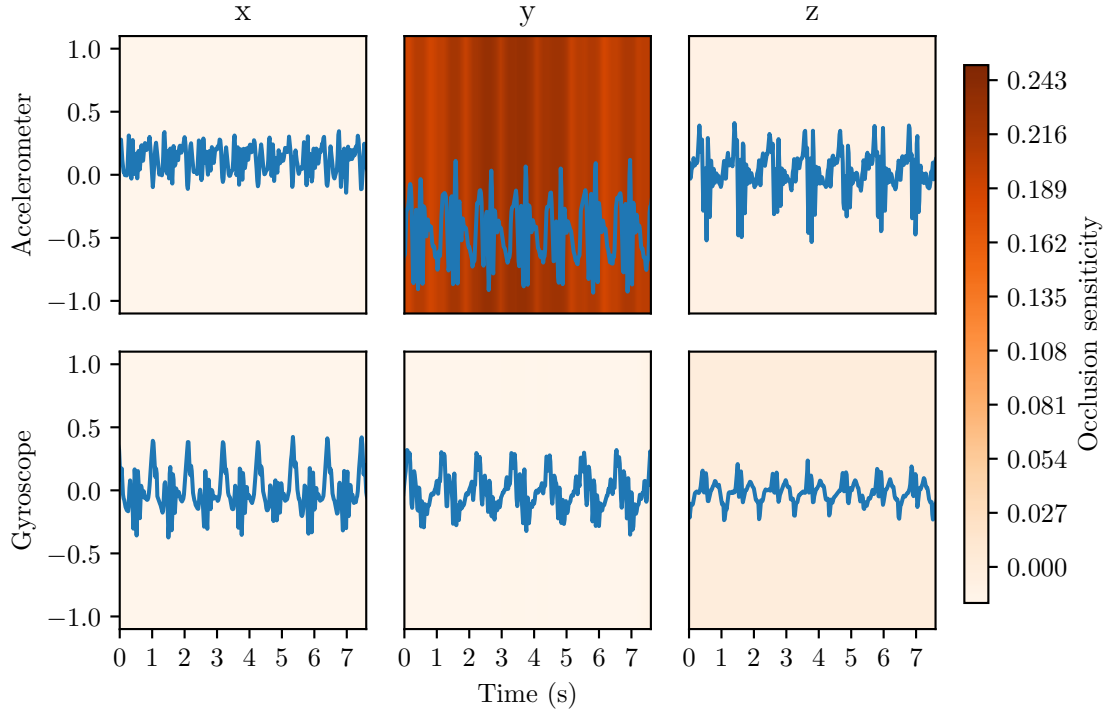 x y z
Accelerometer
1.0
0.5
0.0
−0.5
−1.0
Gyroscope
1.0
0.5
0.0
−0.5
−1.0
0 1 2 3 4 5 6 7
0 1 2 3 4 5 6 7
0 1 2 3 4 5 6 7
Time (s)
0.243
0.216
0.189
0.162
0.135
0.108
0.081
0.054
0.027
0.000
Occlusion sensiticity